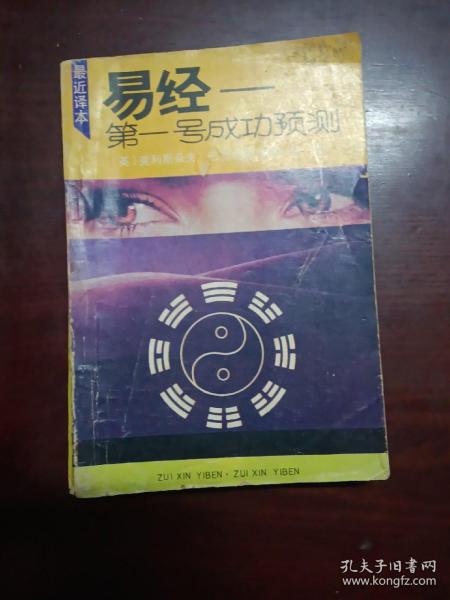 最近译本
易经—
第一号成功预测
ZUI XIN YIBEN · ZUI XIN YIBEN
孔夫子旧书网
www.kongfz.com